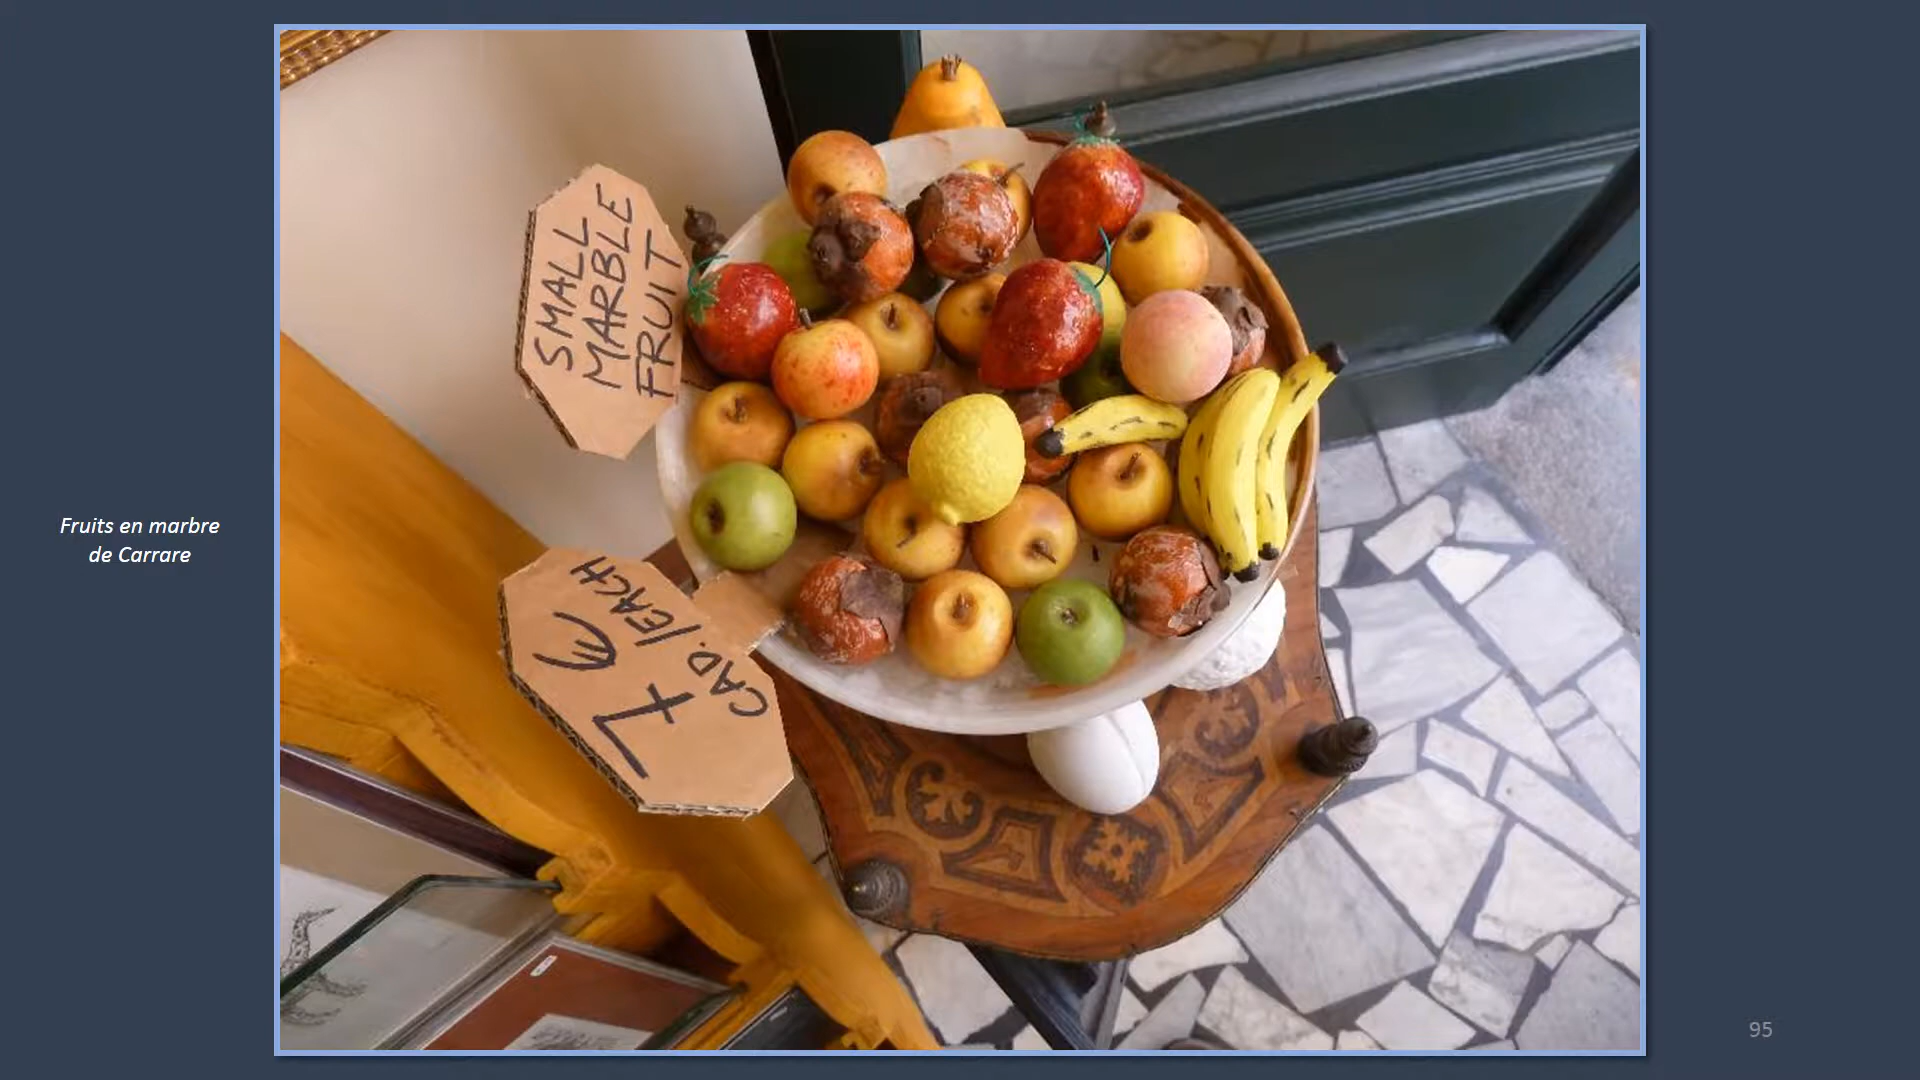 Fruits en marbre
de Carrare
SMALL
MARBLE
FRUIT
7 €
CAD./EACH
95